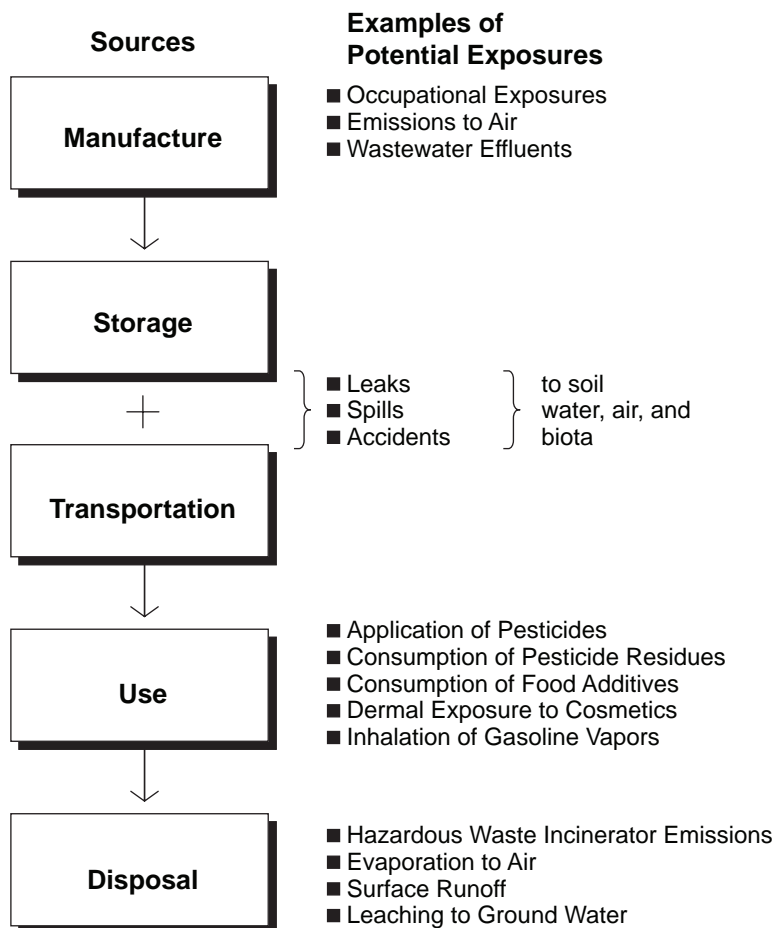 Sources
Examples of
Potential Exposures
Manufacture
■ Occupational Exposures
■ Emissions to Air
■ Wastewater Effluents
Storage
+
■ Leaks
■ Spills
■ Accidents
to soil
water, air, and
biota
Transportation
Use
■ Application of Pesticides
■ Consumption of Pesticide Residues
■ Consumption of Food Additives
■ Dermal Exposure to Cosmetics
■ Inhalation of Gasoline Vapors
Disposal
■ Hazardous Waste Incinerator Emissions
■ Evaporation to Air
■ Surface Runoff
■ Leaching to Ground Water